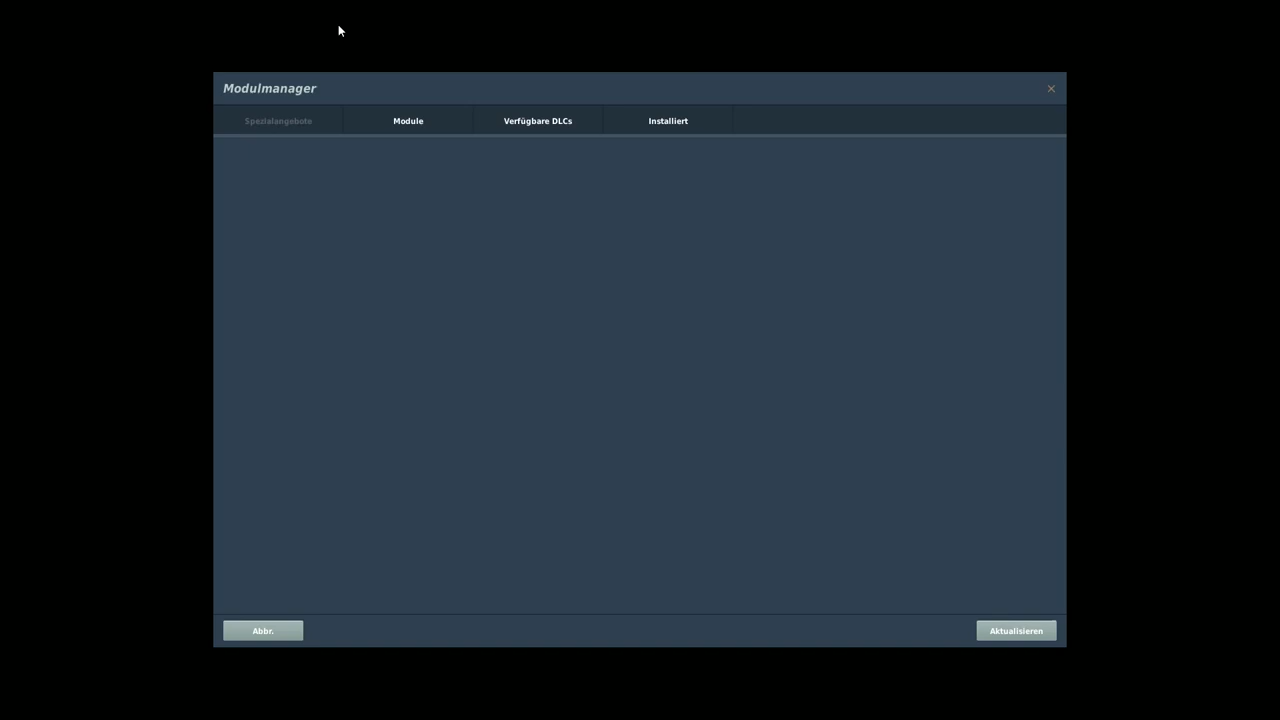 Modulmanager
Spezialangebote Module Verfügbare DLCs Installiert
Abbr. Aktualisieren